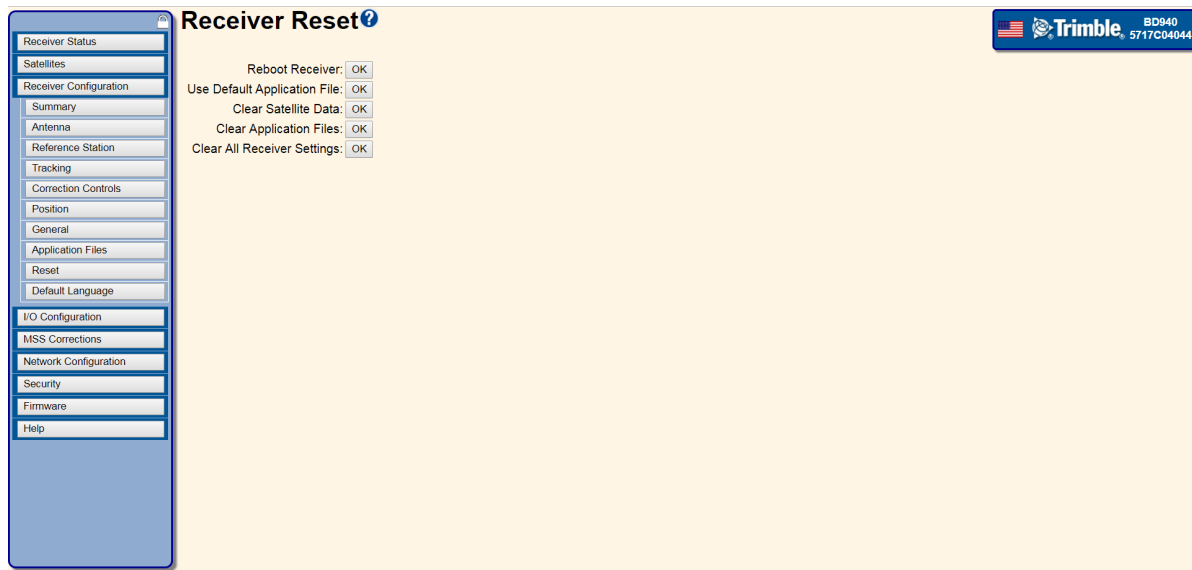 Receiver Reset?
BD940
Trimble® 5717C04044
Receiver Status
Satellites
Receiver Configuration
Summary
Antenna
Reference Station
Tracking
Correction Controls
Position
General
Application Files
Reset
Default Language
I/O Configuration
MSS Corrections
Network Configuration
Security
Firmware
Help
Reboot Receiver: OK
Use Default Application File: OK
Clear Satellite Data: OK
Clear Application Files: OK
Clear All Receiver Settings: OK